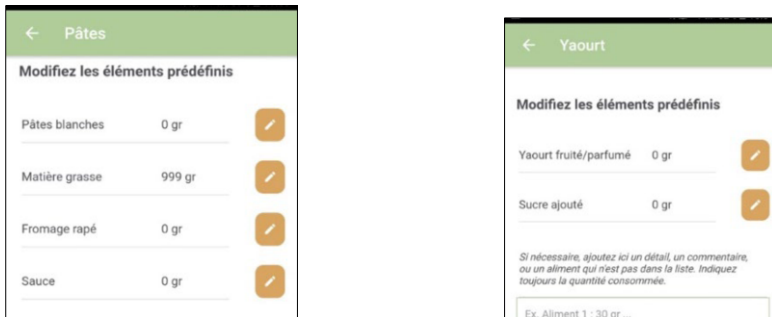 Pâtes
Modifiez les éléments prédéfinis
Pâtes blanches 0 gr
Matière grasse 999 gr
Fromage rapé 0 gr
Sauce 0 gr
Yaourt
Modifiez les éléments prédéfinis
Yaourt fruité/parfumé 0 gr
Sucre ajouté 0 gr
Si nécessaire, ajoutez ici un détail, un commentaire,
ou un aliment qui n'est pas dans la liste. Indiquez
toujours la quantité consommée.
Ex. Aliment 1 : 30 gr ...